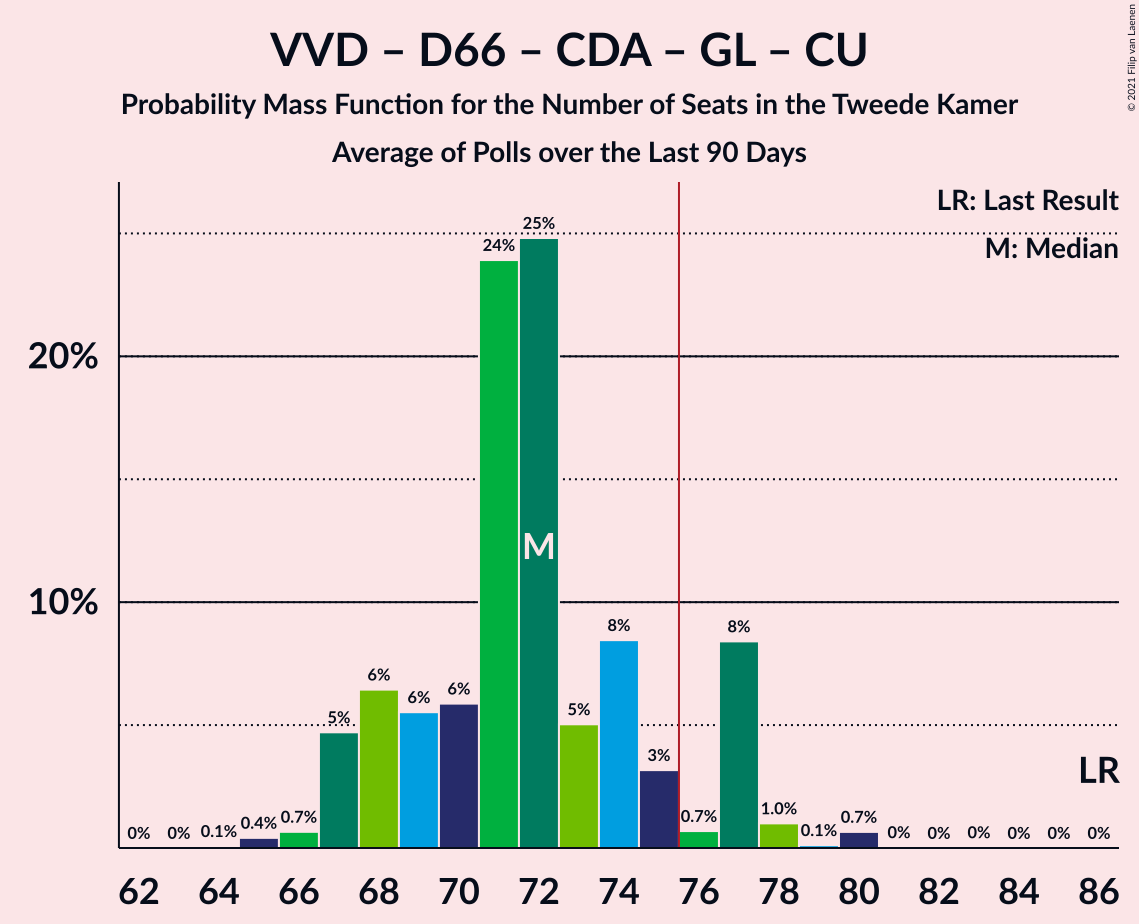 VVD – D66 – CDA – GL – CU
Probability Mass Function for the Number of Seats in the Tweede Kamer
Average of Polls over the Last 90 Days
© 2021 Filip van Laenen
LR: Last Result
M: Median
20%
10%
0% 0% 0.1% 0.4% 0.7% 5% 6% 6% 6% 24% 25% 5% 8% 3% 0.7% 8% 1.0% 0.1% 0.7% 0% 0% 0% 0% 0% 0%
M
LR
62 64 66 68 70 72 74 76 78 80 82 84 86